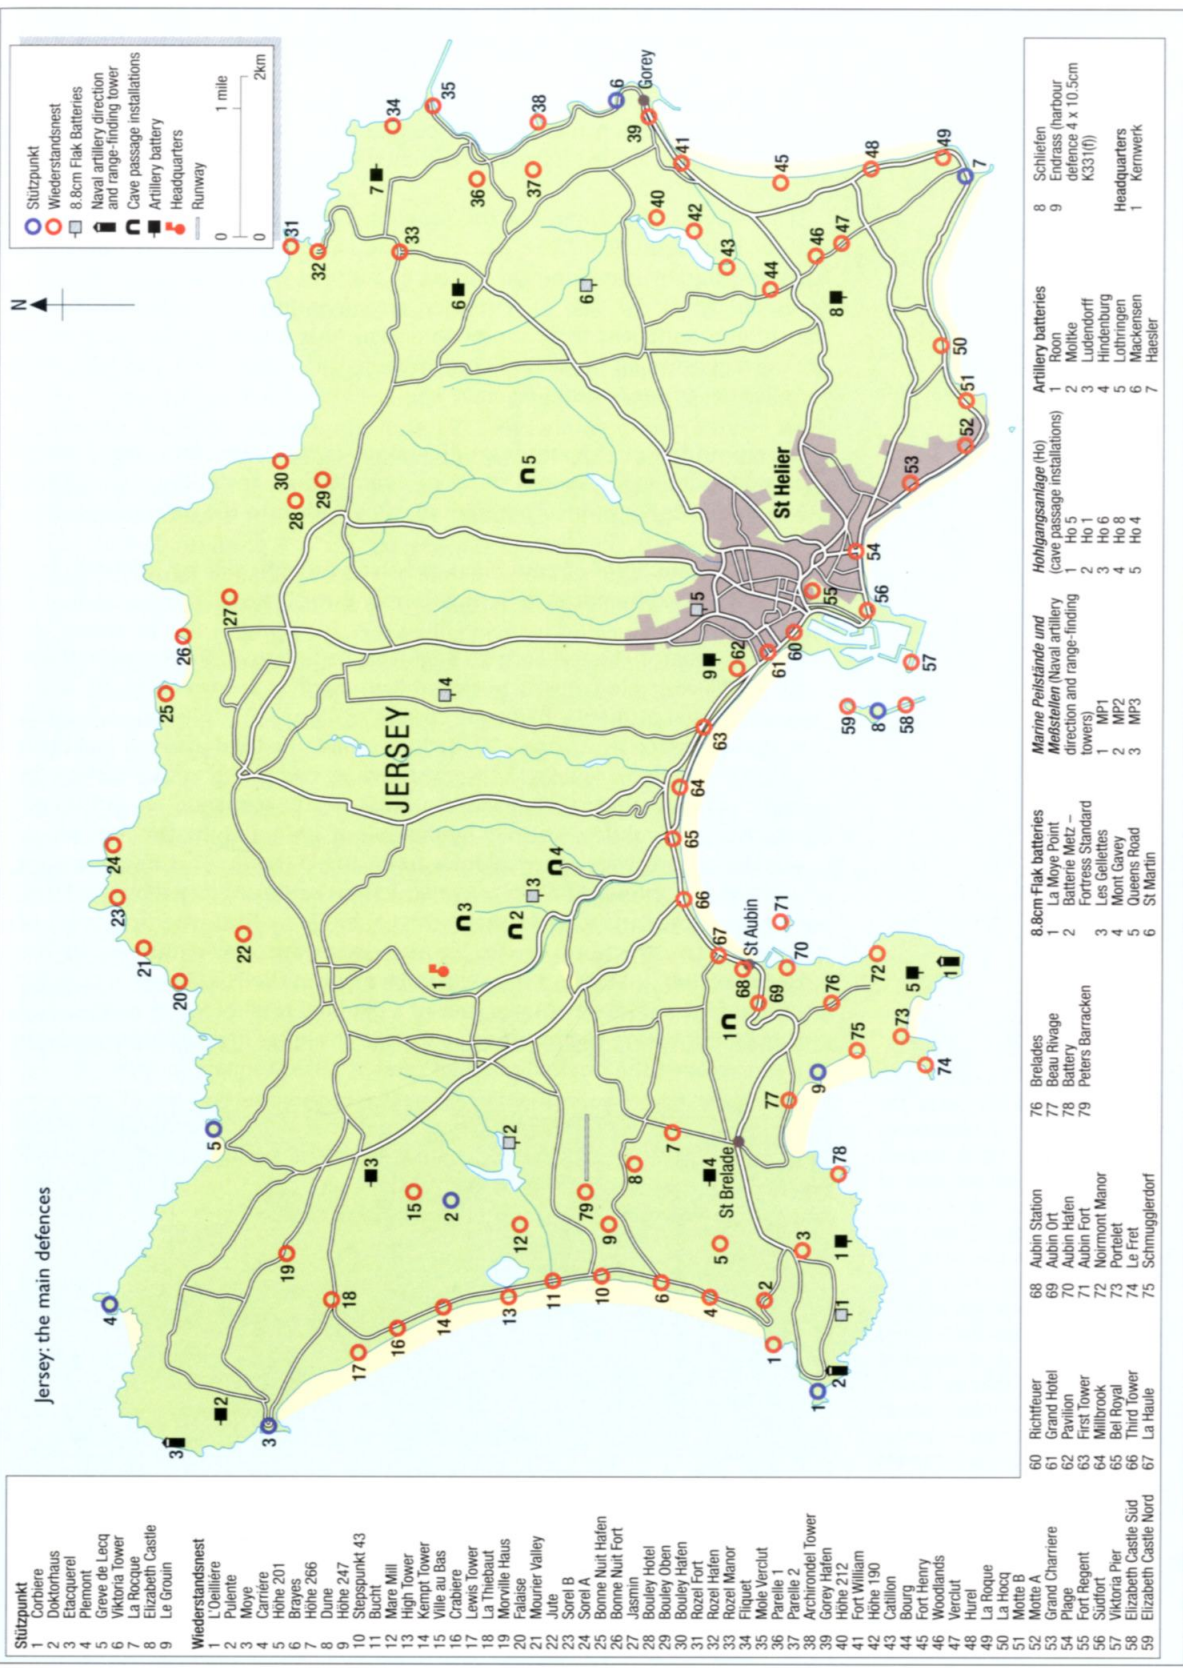 Jersey: the main defences
N
Stützpunkt
Wiederstandsnest
8.8cm Flak Batteries
Naval artillery direction
and range-finding tower
Cave passage installations
Artillery battery
Headquarters
Runway
0 1 mile
0 2km
JERSEY
St Helier
St Aubin
St Brelade
Gorey
Stützpunkt
1 Corbiere
2 Doktorhaus
3 Etacquerel
4 Plemont
5 Greve de Lecq
6 Viktoria Tower
7 La Rocque
8 Elizabeth Castle
9 Le Grouin
Wiederstandsnest
1 L'Oeillière
2 Pulente
3 Moye
4 Carriére
5 Höhe 201
6 Brayes
7 Höhe 266
8 Dune
9 Höhe 247
10 Stepspunkt 43
11 Bucht
12 Mare Mill
13 High Tower
14 Kempt Tower
15 Ville au Bas
16 Crabiere
17 Lewis Tower
18 La Thiebaut
19 Morville Haus
20 Falaise
21 Mourier Valley
22 Jute
23 Sorel B
24 Sorel A
25 Bonne Nuit Hafen
26 Bonne Nuit Fort
27 Jasmin
28 Bouley Hotel
29 Bouley Oben
30 Bouley Hafen
31 Rozel Fort
32 Rozel Hafen
33 Rozel Manor
34 Fliquet
35 Mole Verclut
36 Parelle 1
37 Parelle 2
38 Archirondel Tower
39 Gorey Hafen
40 Höhe 212
41 Fort William
42 Höhe 190
43 Catillon
44 Bourg
45 Fort Henry
46 Woodlands
47 Verclut
48 Hurel
49 La Roque
50 La Hocq
51 Motte B
52 Motte A
53 Grand Charriere
54 Plage
55 Fort Regent
56 Südfort
57 Viktoria Pier
58 Elizabeth Castle Süd
59 Elizabeth Castle Nord
60 Richtfeuer
61 Grand Hotel
62 Pavilion
63 First Tower
64 Millbrook
65 Bel Royal
66 Third Tower
67 La Haule
68 Aubin Station
69 Aubin Ort
70 Aubin Hafen
71 Aubin Fort
72 Noirmont Manor
73 Portelet
74 Le Fret
75 Schmugglerdorf
76 Brelades
77 Beau Rivage
78 Battery
79 Peters Barracken
8.8cm Flak batteries
1 La Moye Point
2 Batterie Metz –
Fortress Standard
3 Les Gellettes
4 Mont Gavey
5 Queens Road
6 St Martin
Marine Peilstände und
Meßstellen (Naval artillery
direction and range-finding
towers)
1 MP1
2 MP2
3 MP3
Hohlgangsanlage (Ho)
(cave passage installations)
1 Ho 5
2 Ho 1
3 Ho 6
4 Ho 8
5 Ho 4
Artillery batteries
1 Roon
2 Moltke
3 Ludendorff
4 Hindenburg
5 Lothringen
6 Mackensen
7 Haesler
8 Schliefen
9 Endrass (harbour
defence 4 x 10.5cm
K331(f))
Headquarters
1 Kernwerk